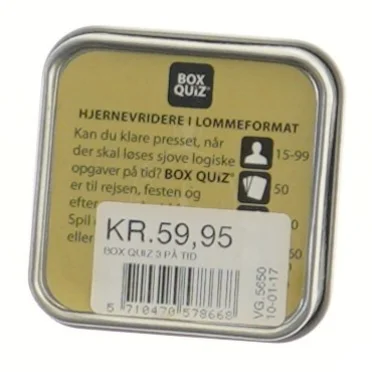 BOX
QUIZ
HJERNEVRIDERE I LOMMEFORMAT
Kan du klare presset, når
der skal løses sjove logiske
opgaver på tid? BOX QUIZ®
er til rejsen, festen og
15-99
50
KR.59,95
BOX QUIZ 3 PÅ TID
5 710470 578668
VG.5650
10-01-17